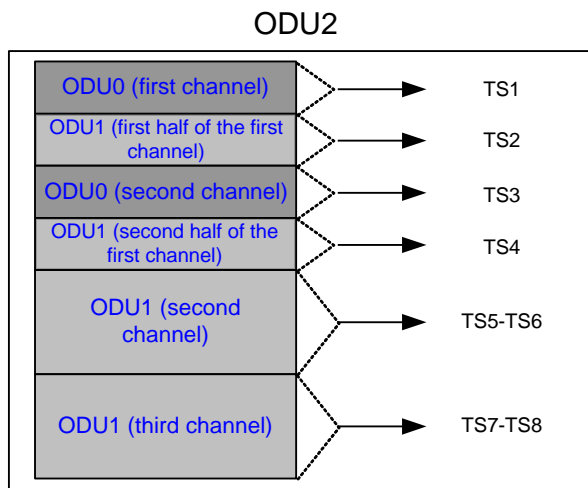 ODU2
ODU0 (first channel)
TS1
ODU1 (first half of the first
channel)
TS2
ODU0 (second channel)
TS3
ODU1 (second half of the
first channel)
TS4
ODU1 (second
channel)
TS5-TS6
ODU1 (third channel)
TS7-TS8